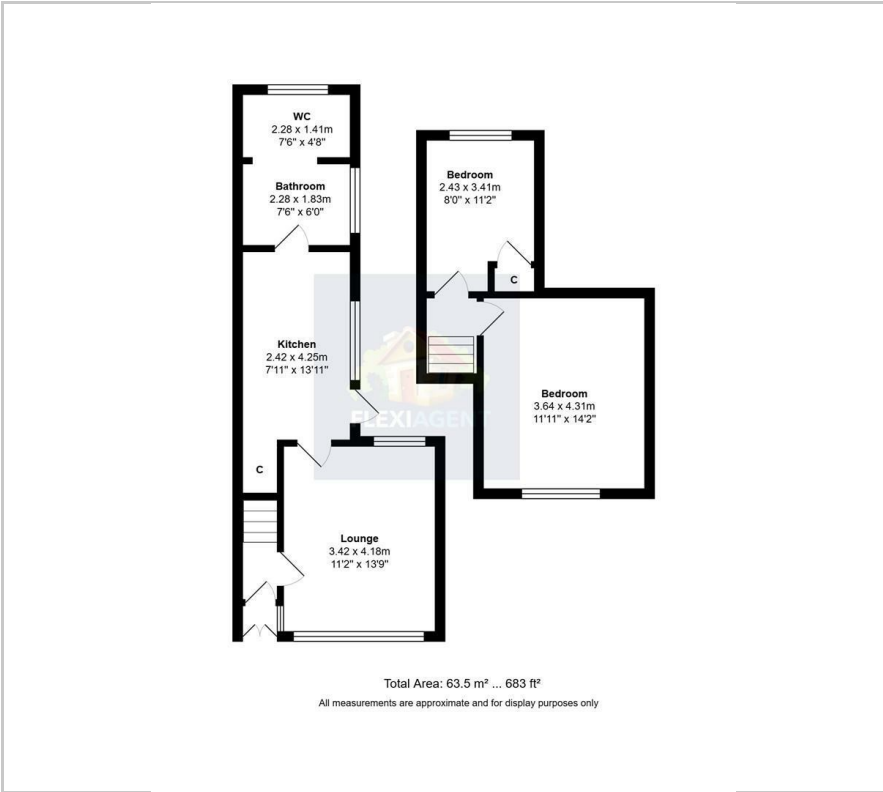 WC
2.28 x 1.41m
7'6" x 4'8"
Bathroom
2.28 x 1.83m
7'6" x 6'0"
Bedroom
2.43 x 3.41m
8'0" x 11'2"
C
Kitchen
2.42 x 4.25m
7'11" x 13'11"
FLEXIAGENT
Bedroom
3.64 x 4.31m
11'11" x 14'2"
C
Lounge
3.42 x 4.18m
11'2" x 13'9"
Total Area: 63.5 m² ... 683 ft²
All measurements are approximate and for display purposes only